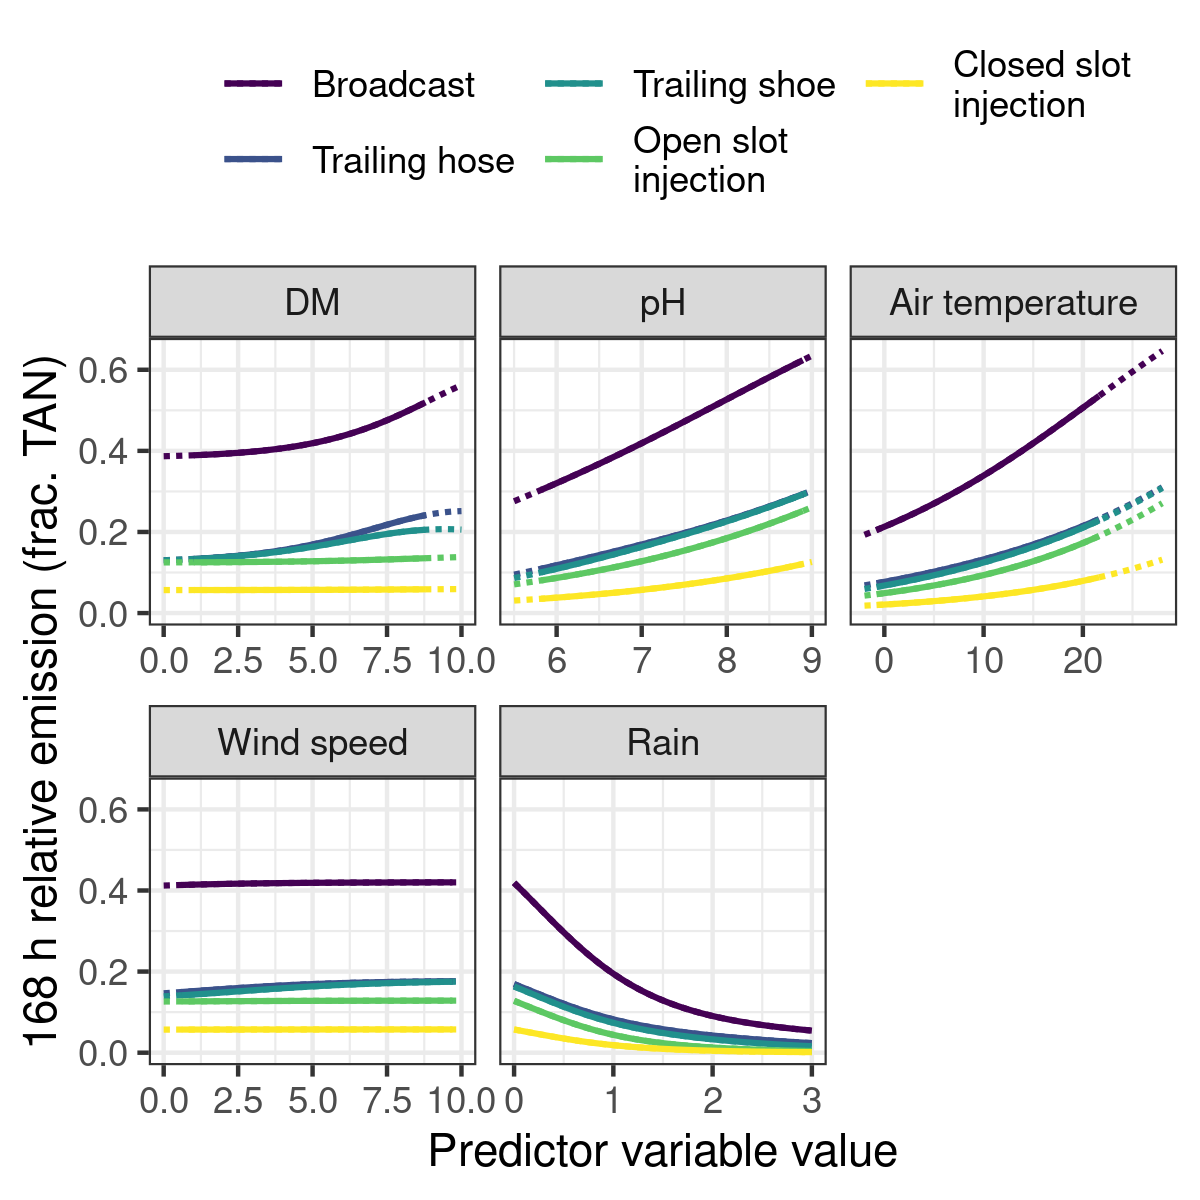 Broadcast
Trailing shoe
Closed slot
injection
Trailing hose
Open slot
injection
DM
pH
Air temperature
168 h relative emission (frac. TAN)
0.6
0.4
0.2
0.0
0.0 2.5 5.0 7.5 10.0
6 7 8 9
0 10 20
Wind speed
Rain
0.6
0.4
0.2
0.0
0.0 2.5 5.0 7.5 10.0
0 1 2 3
Predictor variable value